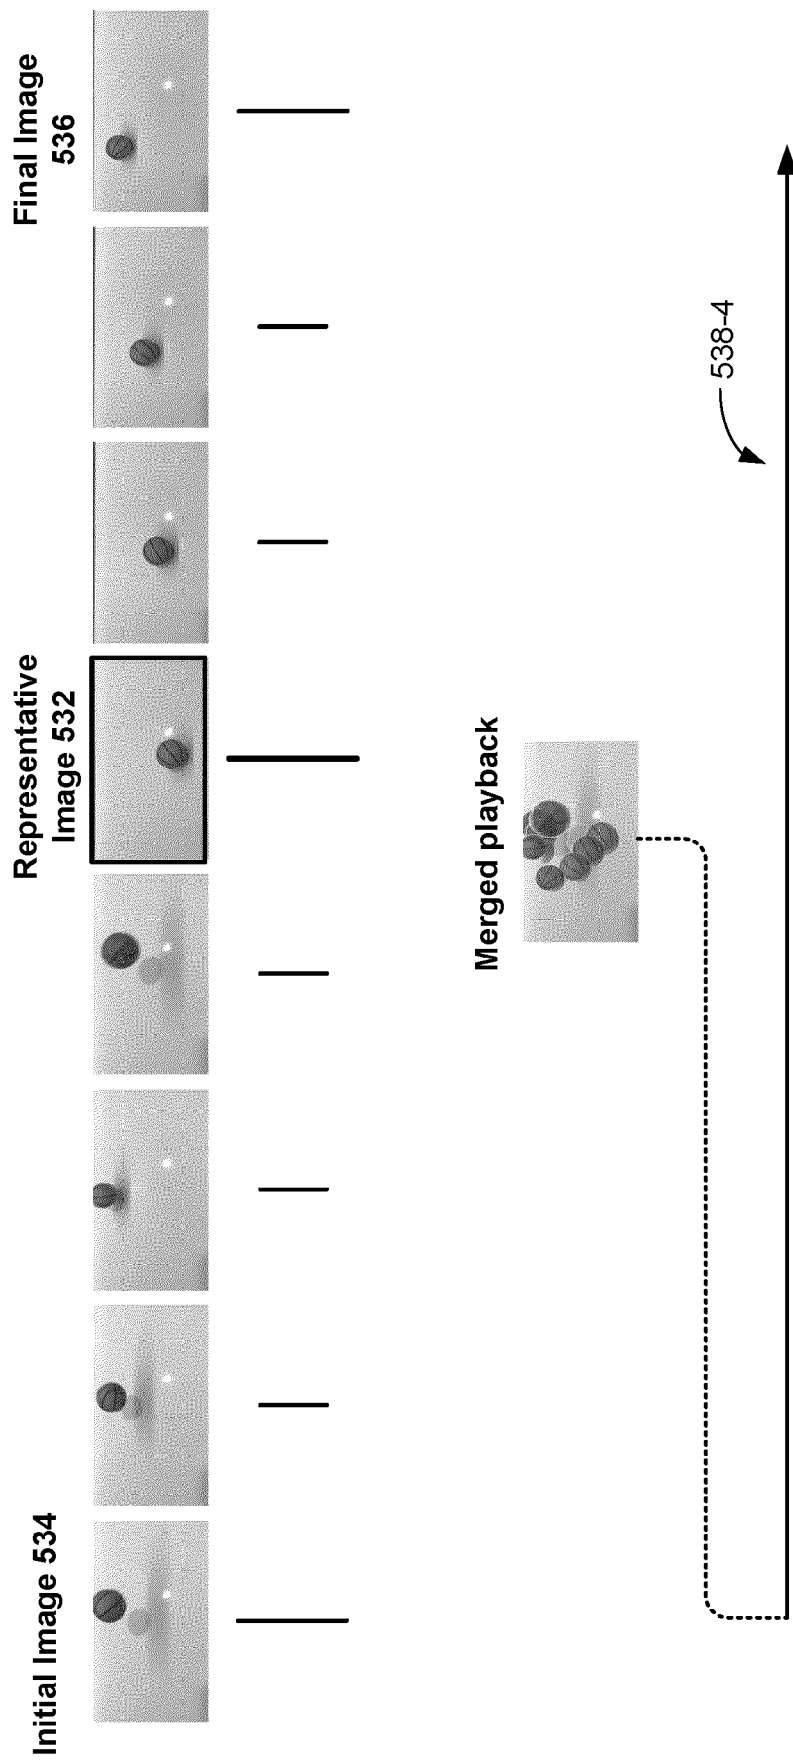 Initial Image 534
Representative
Image 532
Final Image
536
Merged playback
538-4